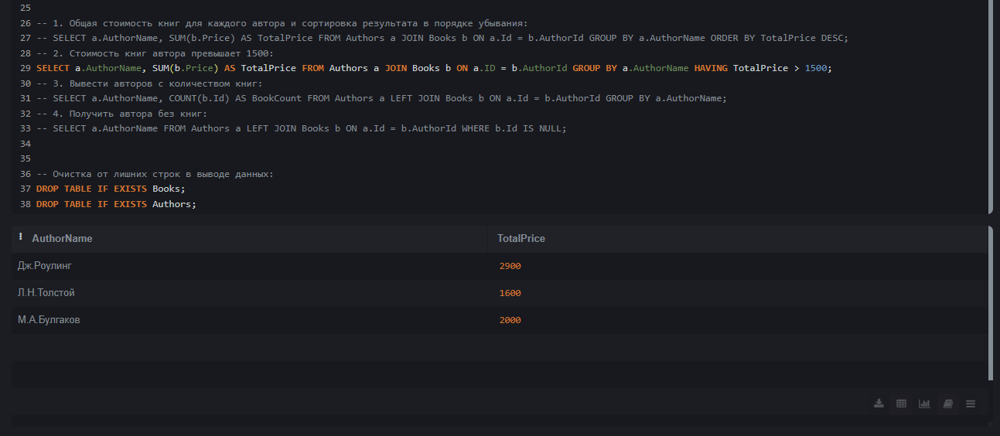 25
26 -- 1. Общая стоимость книг для каждого автора и сортировка результата в порядке убывания:
27 -- SELECT a.AuthorName, SUM(b.Price) AS TotalPrice FROM Authors a JOIN Books b ON a.Id = b.AuthorId GROUP BY a.AuthorName ORDER BY TotalPrice DESC;
28 -- 2. Стоимость книг автора превышает 1500:
29 SELECT a.AuthorName, SUM(b.Price) AS TotalPrice FROM Authors a JOIN Books b ON a.ID = b.AuthorId GROUP BY a.AuthorName HAVING TotalPrice > 1500;
30 -- 3. Вывести авторов с количеством книг:
31 -- SELECT a.AuthorName, COUNT(b.Id) AS BookCount FROM Authors a LEFT JOIN Books b ON a.Id = b.AuthorId GROUP BY a.AuthorName;
32 -- 4. Получить автора без книг:
33 -- SELECT a.AuthorName FROM Authors a LEFT JOIN Books b ON a.Id = b.AuthorId WHERE b.Id IS NULL;
34
35
36 -- Очистка от лишних строк в выводе данных:
37 DROP TABLE IF EXISTS Books;
38 DROP TABLE IF EXISTS Authors;
AuthorName TotalPrice
Дж.Роулинг 2900
Л.Н.Толстой 1600
М.А.Булгаков 2000